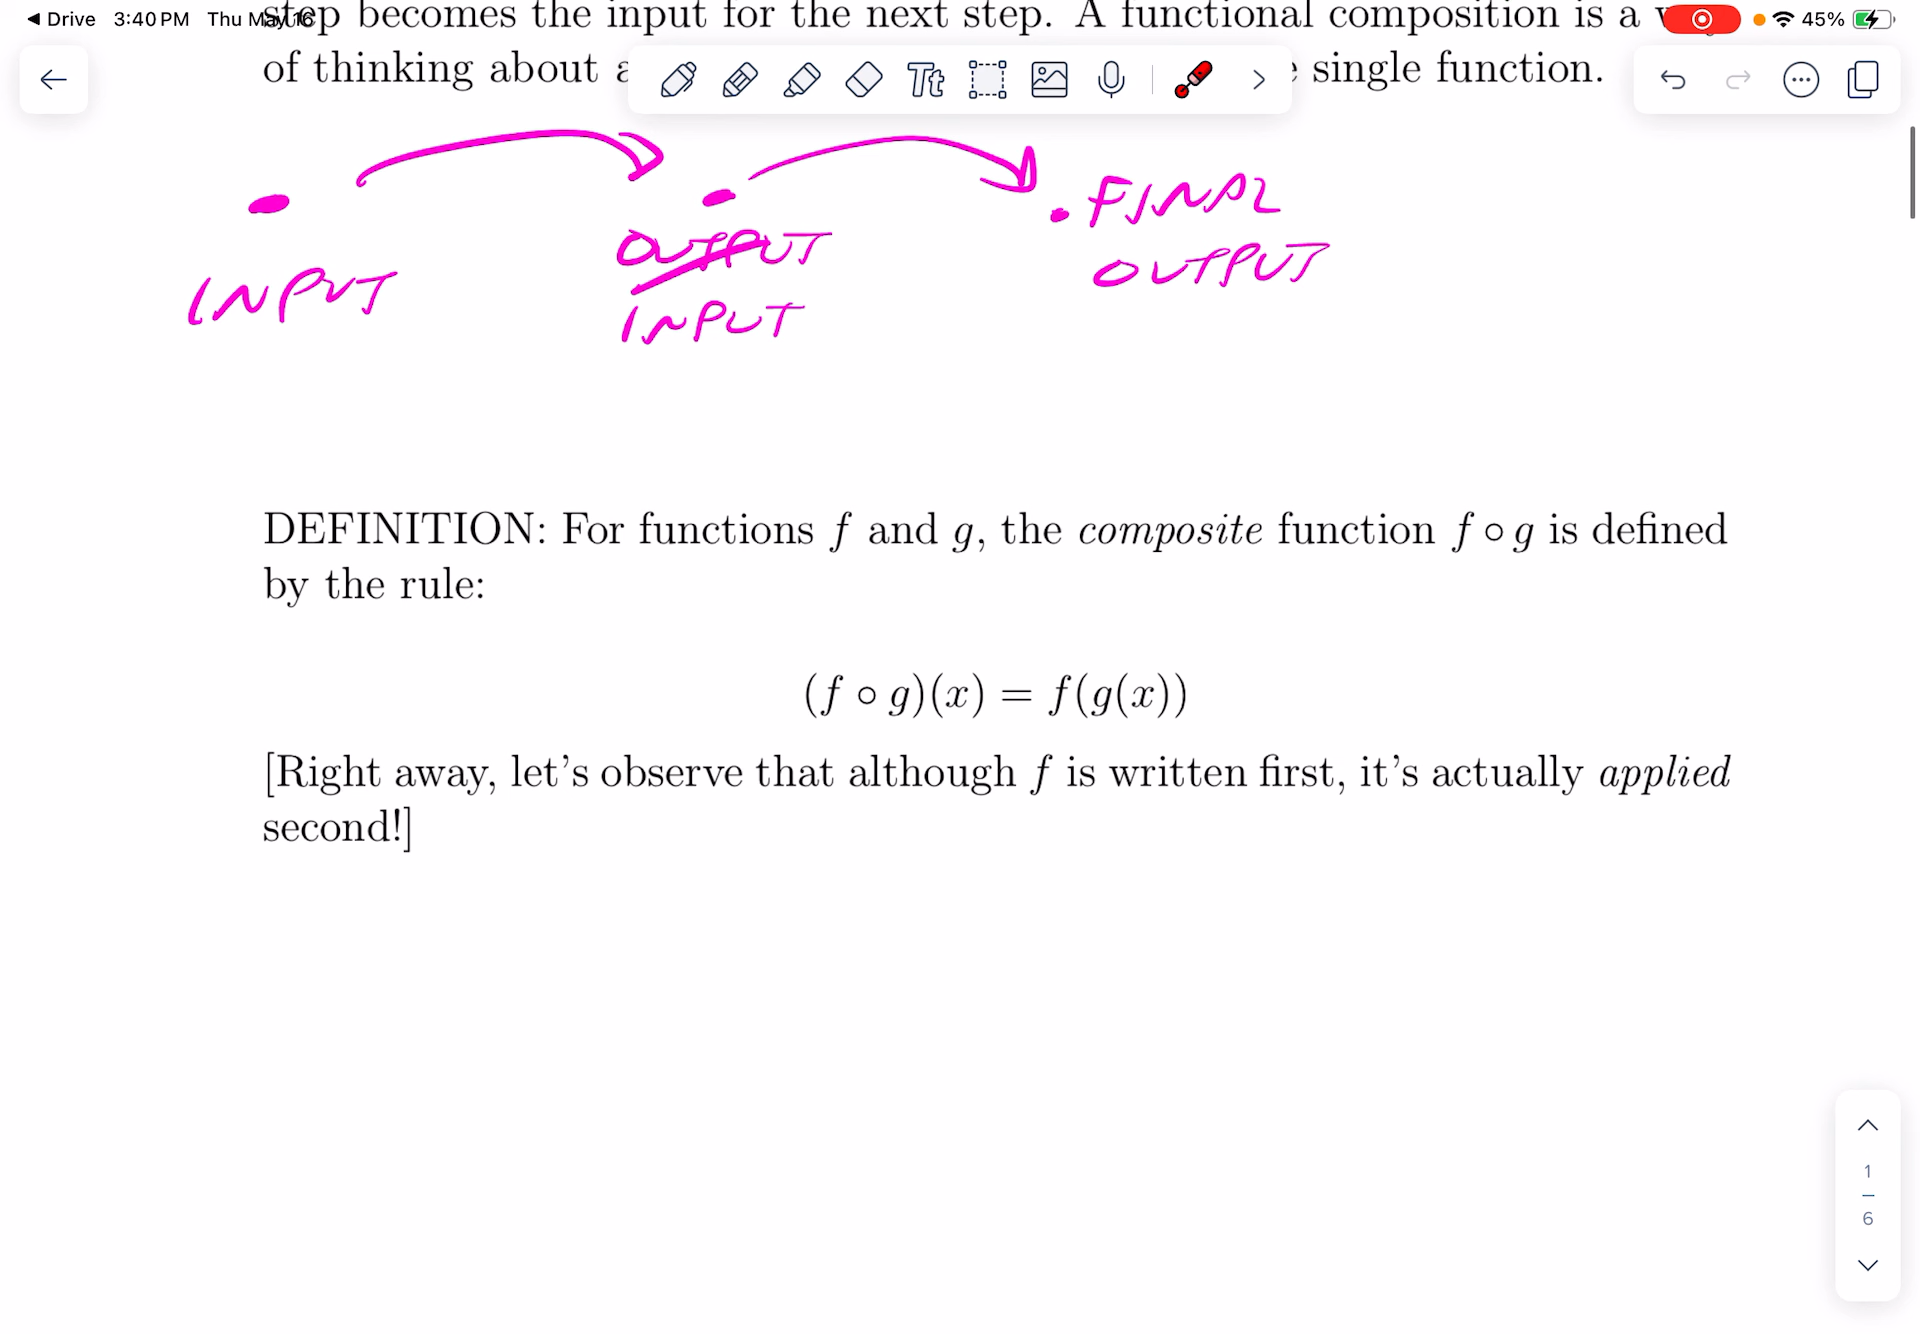 ◀ Drive 3:40 PM Thu May 16 45%
step becomes the input for the next step. A functional composition is a
of thinking about a single function.
Tt
FINAL
OUTPUT
OUTPUT
INPUT
INPUT
DEFINITION: For functions f and g, the composite function f ∘ g is defined
by the rule:
(f ∘ g)(x) = f(g(x))
[Right away, let's observe that although f is written first, it's actually applied
second!]
1
6